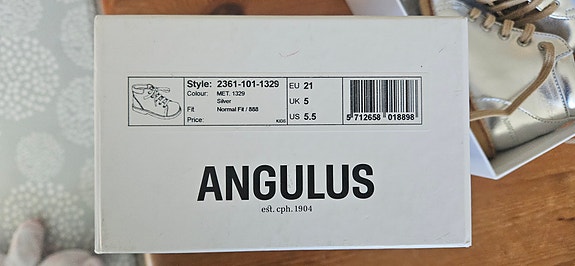 Style: 2361-101-1329
Colour: MET. 1329
Silver
Fit Normal Fit / 888
Price:
KIDS
EU 21
UK 5
US 5.5
5 712658 018898
ANGULUS
est. cph. 1904